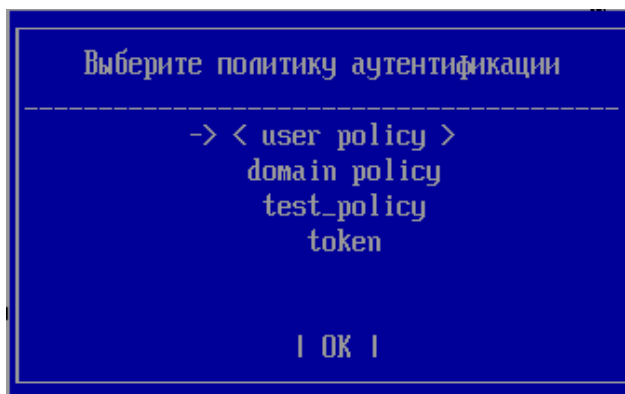 Выберите политику аутентификации
-> < user policy >
domain policy
test_policy
token
| OK |